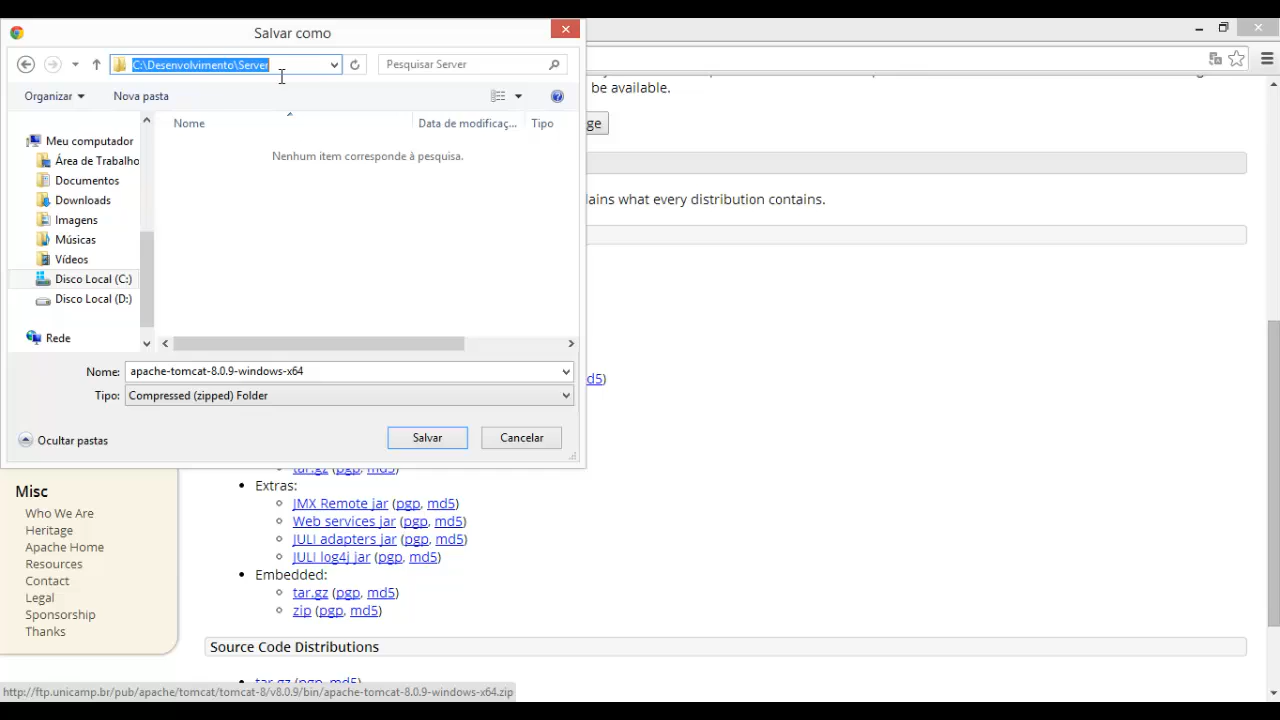 Salvar como
C:\Desenvolvimento\Server
Pesquisar Server
Organizar
Nova pasta
Nome
Data de modificaç...
Tipo
Meu computador
Área de Trabalho
Documentos
Downloads
Imagens
Músicas
Vídeos
Disco Local (C:)
Disco Local (D:)
Rede
Nenhum item corresponde à pesquisa.
Nome: apache-tomcat-8.0.9-windows-x64
Tipo: Compressed (zipped) Folder
Ocultar pastas
Salvar
Cancelar
be available.
ge
lains what every distribution contains.
d5)
tar.gz (pgp, md5)
Extras:
JMX Remote jar (pgp, md5)
Web services jar (pgp, md5)
JULI adapters jar (pgp, md5)
JULI log4j jar (pgp, md5)
Embedded:
tar.gz (pgp, md5)
zip (pgp, md5)
Source Code Distributions
tar.gz (pgp, md5)
Misc
Who We Are
Heritage
Apache Home
Resources
Contact
Legal
Sponsorship
Thanks
http://ftp.unicamp.br/pub/apache/tomcat/tomcat-8/v8.0.9/bin/apache-tomcat-8.0.9-windows-x64.zip